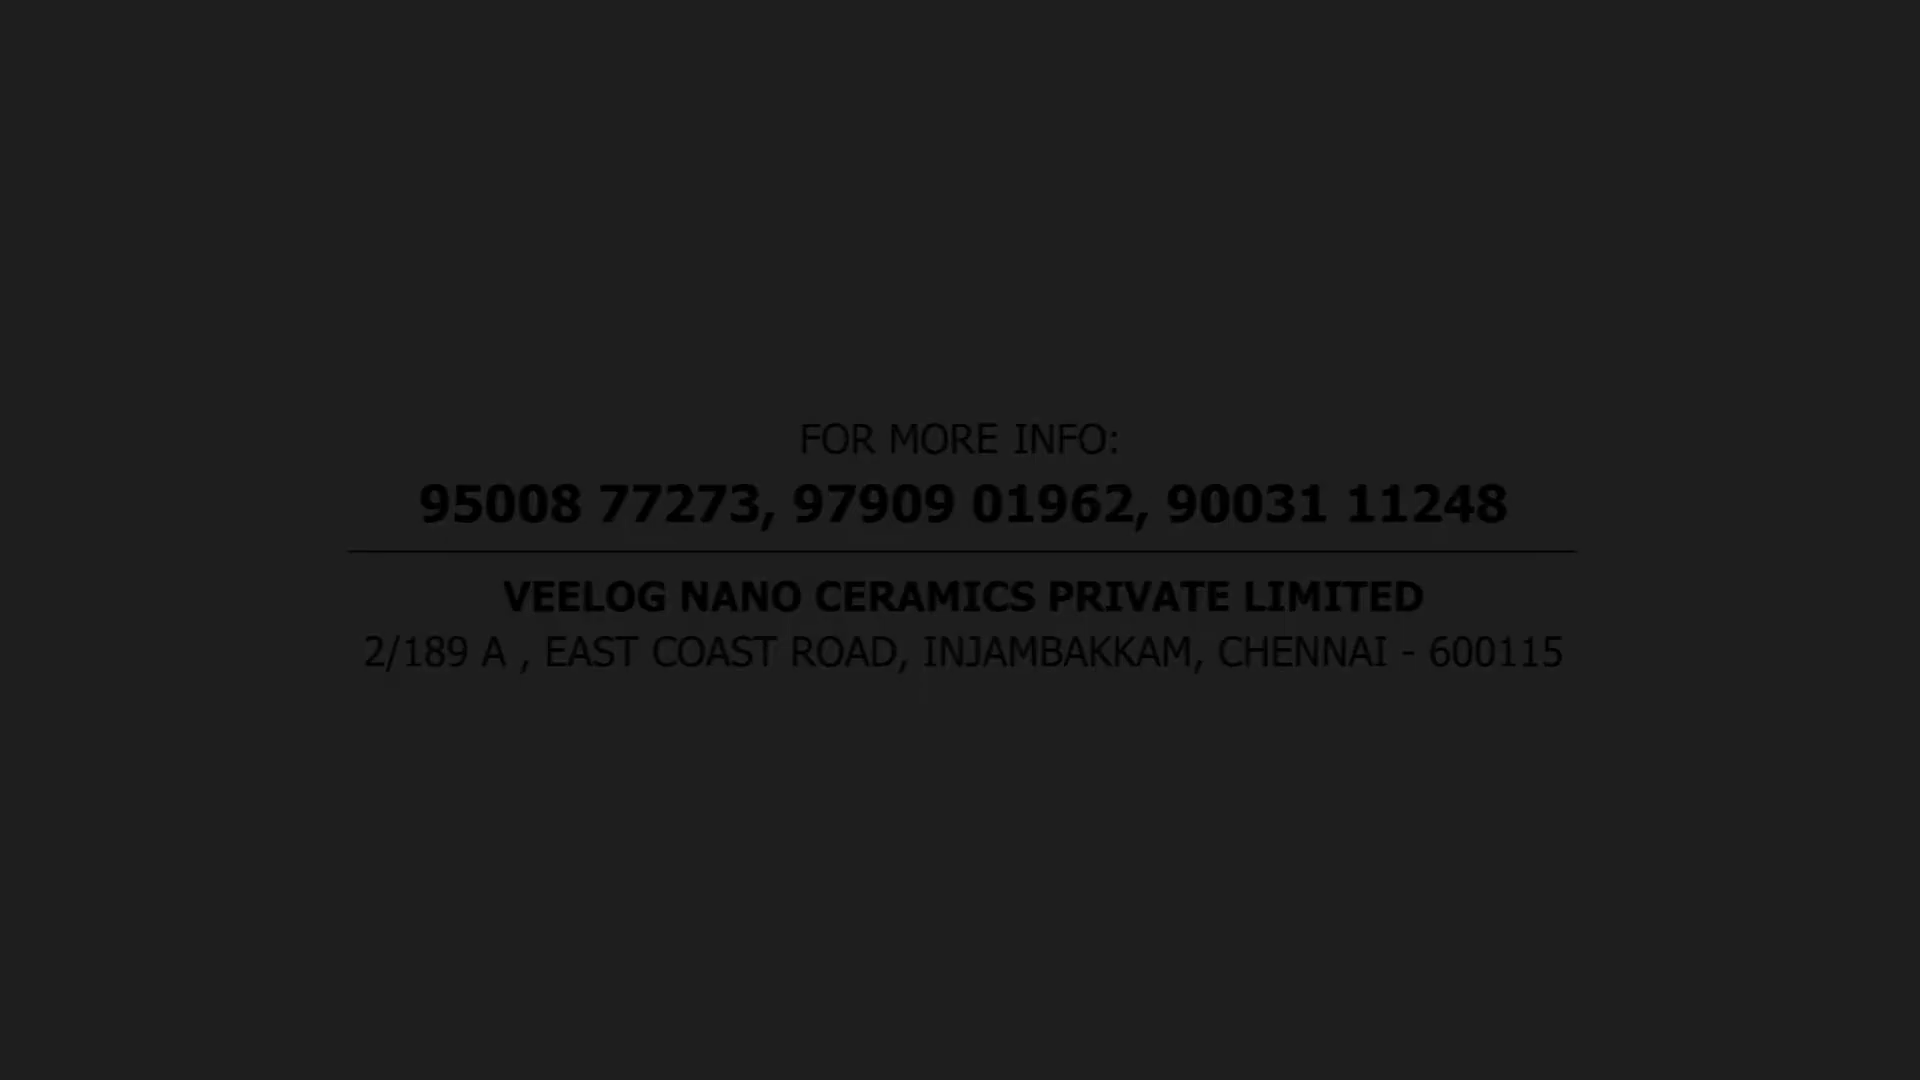 FOR MORE INFO:
95008 77273, 97909 01962, 90031 11248
VEELOG NANO CERAMICS PRIVATE LIMITED
2/189 A , EAST COAST ROAD, INJAMBAKKAM, CHENNAI - 600115